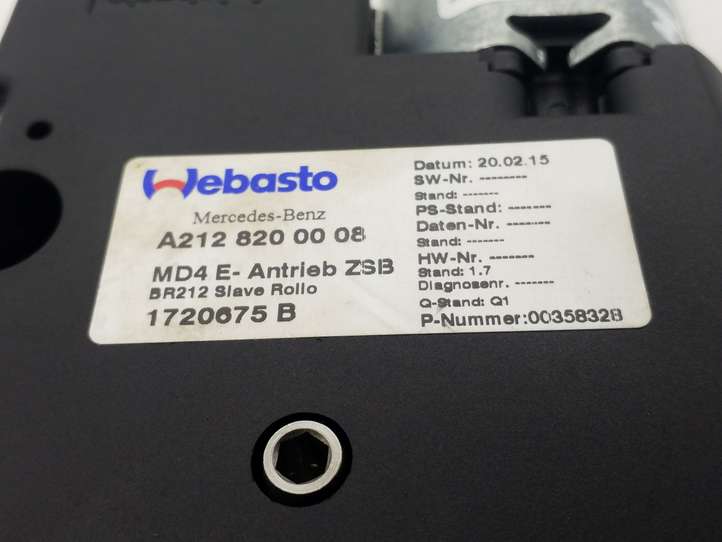 Webasto
Mercedes-Benz
A212 820 00 08
MD4 E- Antrieb ZSB
BR212 Slave Rollo
1720675 B
Datum: 20.02.15
SW-Nr. --------
Stand: -------
PS-Stand: -------
Daten-Nr. -------
Stand: -------
HW-Nr. --------
Stand: 1.7
Diagnosenr. -------
Q-Stand: Q1
P-Nummer:00358328